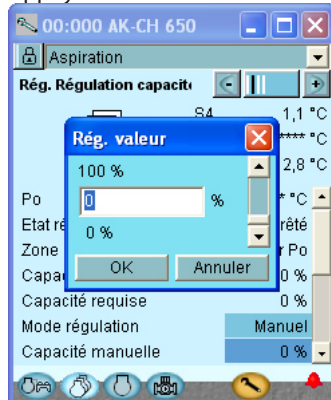 00:000 AK-CH 650
Aspiration
Rég. Régulation capacit
S4 1,1 °C
**** °C
2,8 °C
Rég. valeur
100 %
0 %
0 %
OK Annuler
Po * °C
Etat ré rêté
Zone r Po
Capa 0 %
Capacité requise 0 %
Mode régulation Manuel
Capacité manuelle 0 %